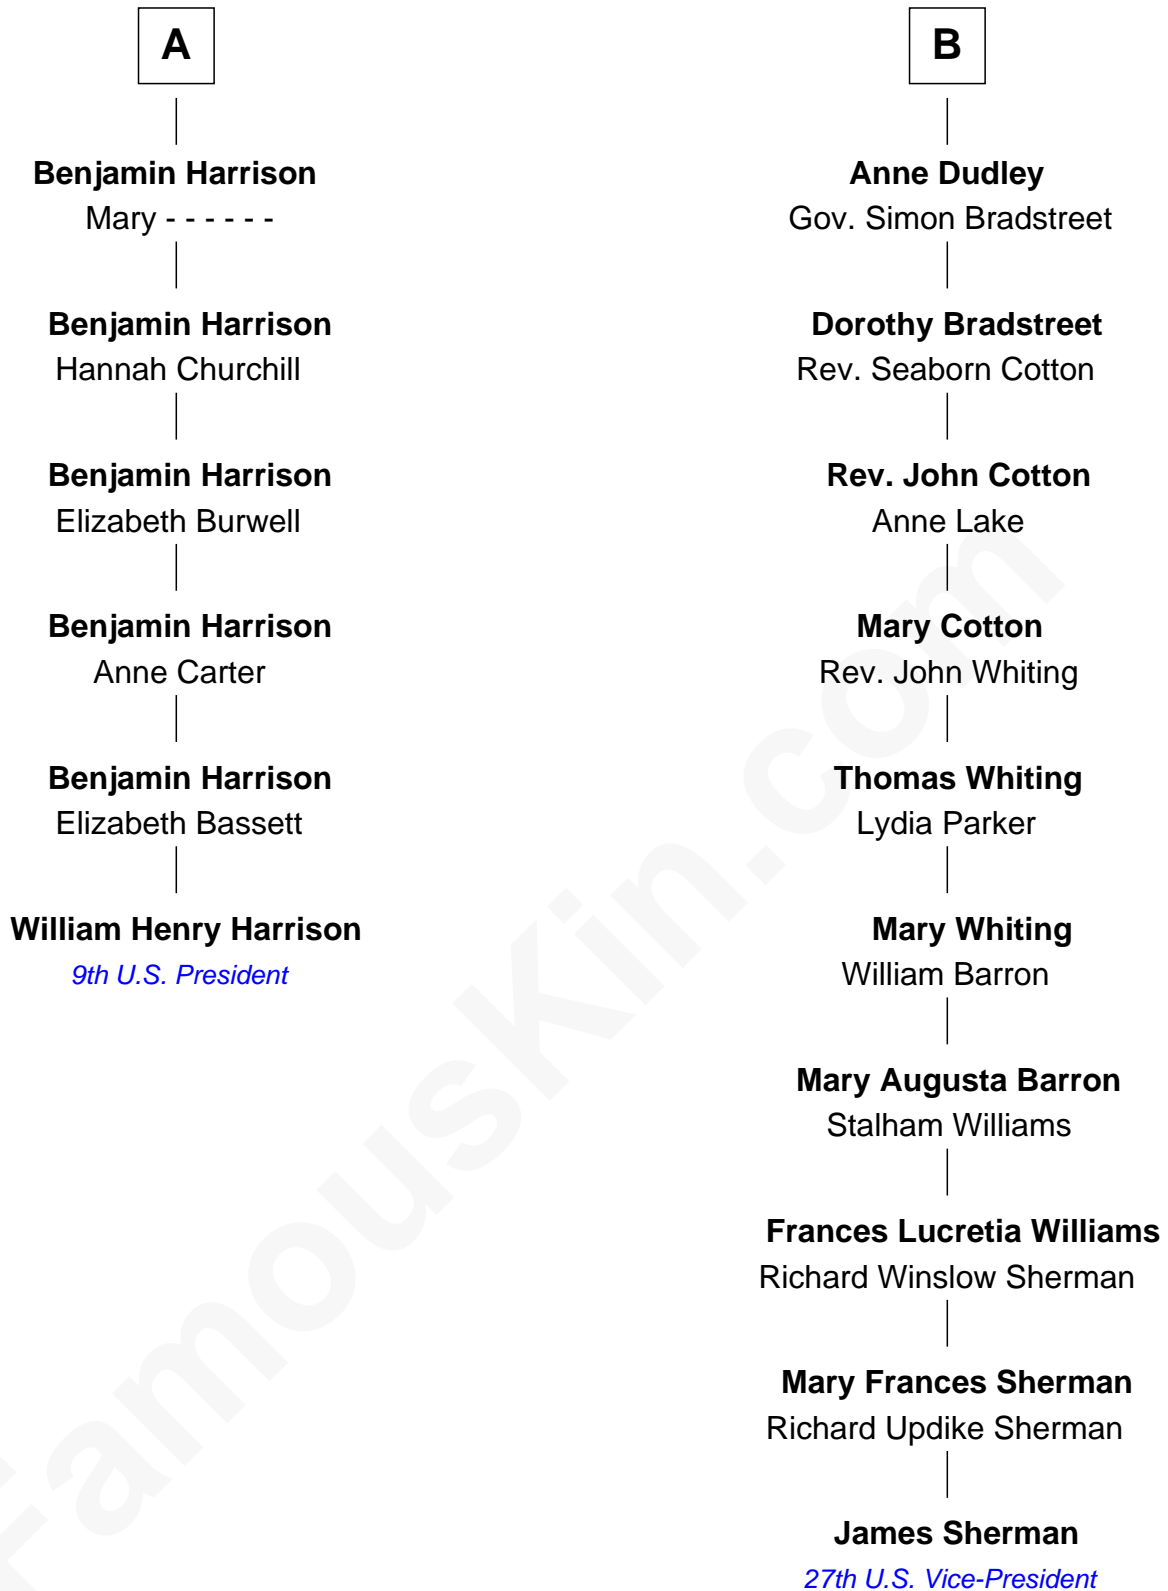 A
Benjamin Harrison
Mary - - - - - -
Benjamin Harrison
Hannah Churchill
Benjamin Harrison
Elizabeth Burwell
Benjamin Harrison
Anne Carter
Benjamin Harrison
Elizabeth Bassett
William Henry Harrison
9th U.S. President
B
Anne Dudley
Gov. Simon Bradstreet
Dorothy Bradstreet
Rev. Seaborn Cotton
Rev. John Cotton
Anne Lake
Mary Cotton
Rev. John Whiting
Thomas Whiting
Lydia Parker
Mary Whiting
William Barron
Mary Augusta Barron
Stalham Williams
Frances Lucretia Williams
Richard Winslow Sherman
Mary Frances Sherman
Richard Updike Sherman
James Sherman
27th U.S. Vice-President
FamousKin.com